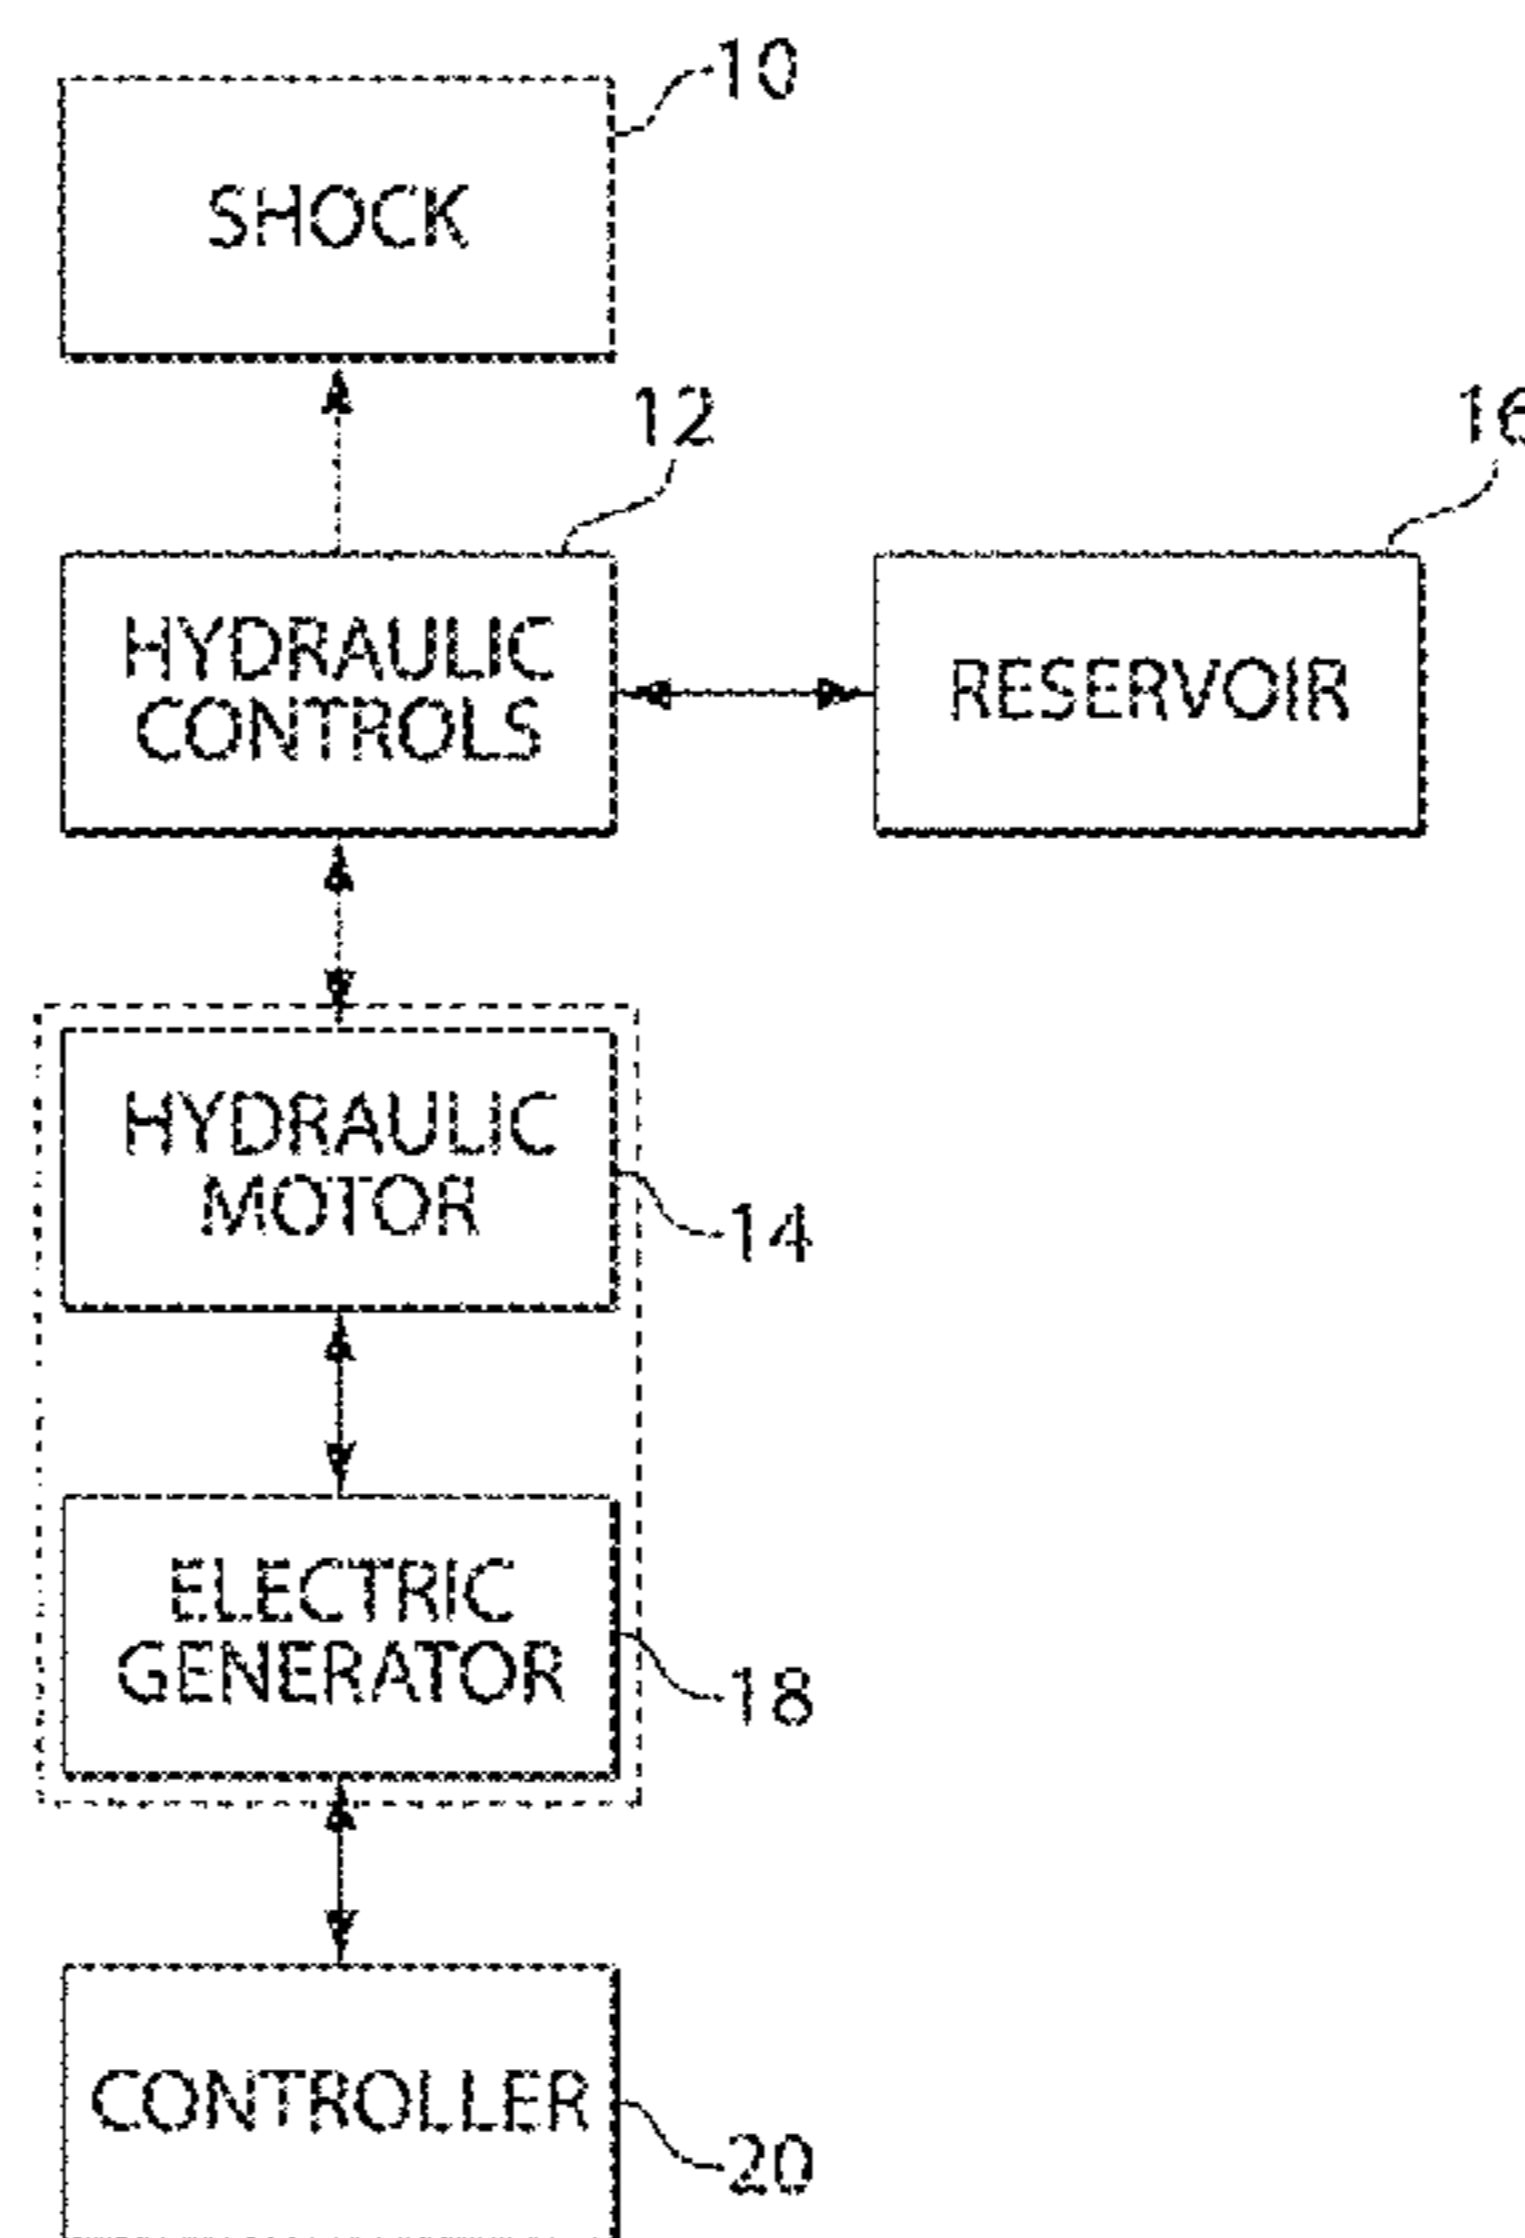 10
SHOCK
12
16
HYDRAULIC
CONTROLS
RESERVOIR
HYDRAULIC
MOTOR
14
ELECTRIC
GENERATOR
18
CONTROLLER
20